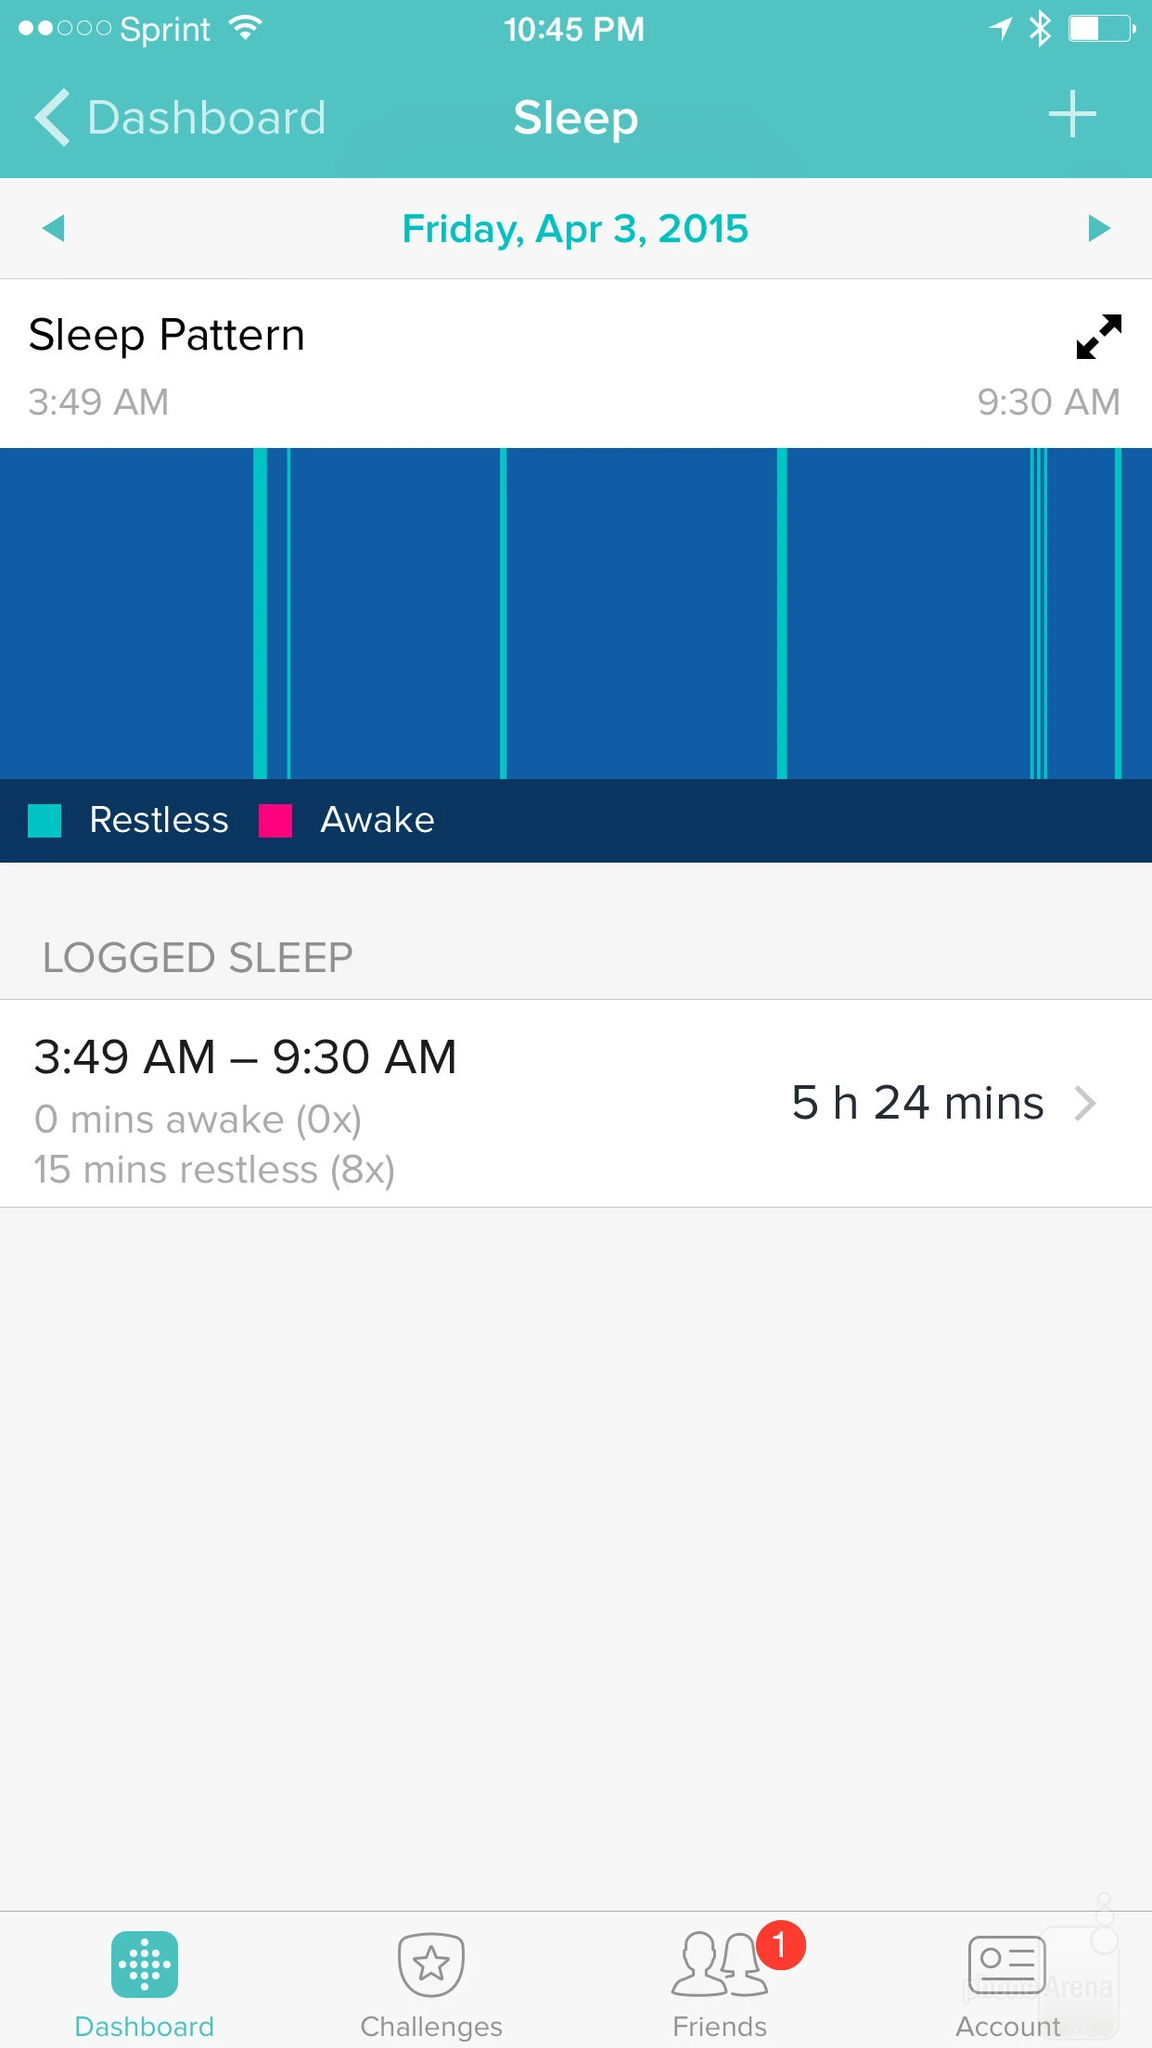 Sprint 10:45 PM
Dashboard Sleep
Friday, Apr 3, 2015
Sleep Pattern
3:49 AM 9:30 AM
Restless Awake
LOGGED SLEEP
3:49 AM – 9:30 AM
0 mins awake (0x)
5 h 24 mins
15 mins restless (8x)
1
phoneArena
Dashboard Challenges Friends Account